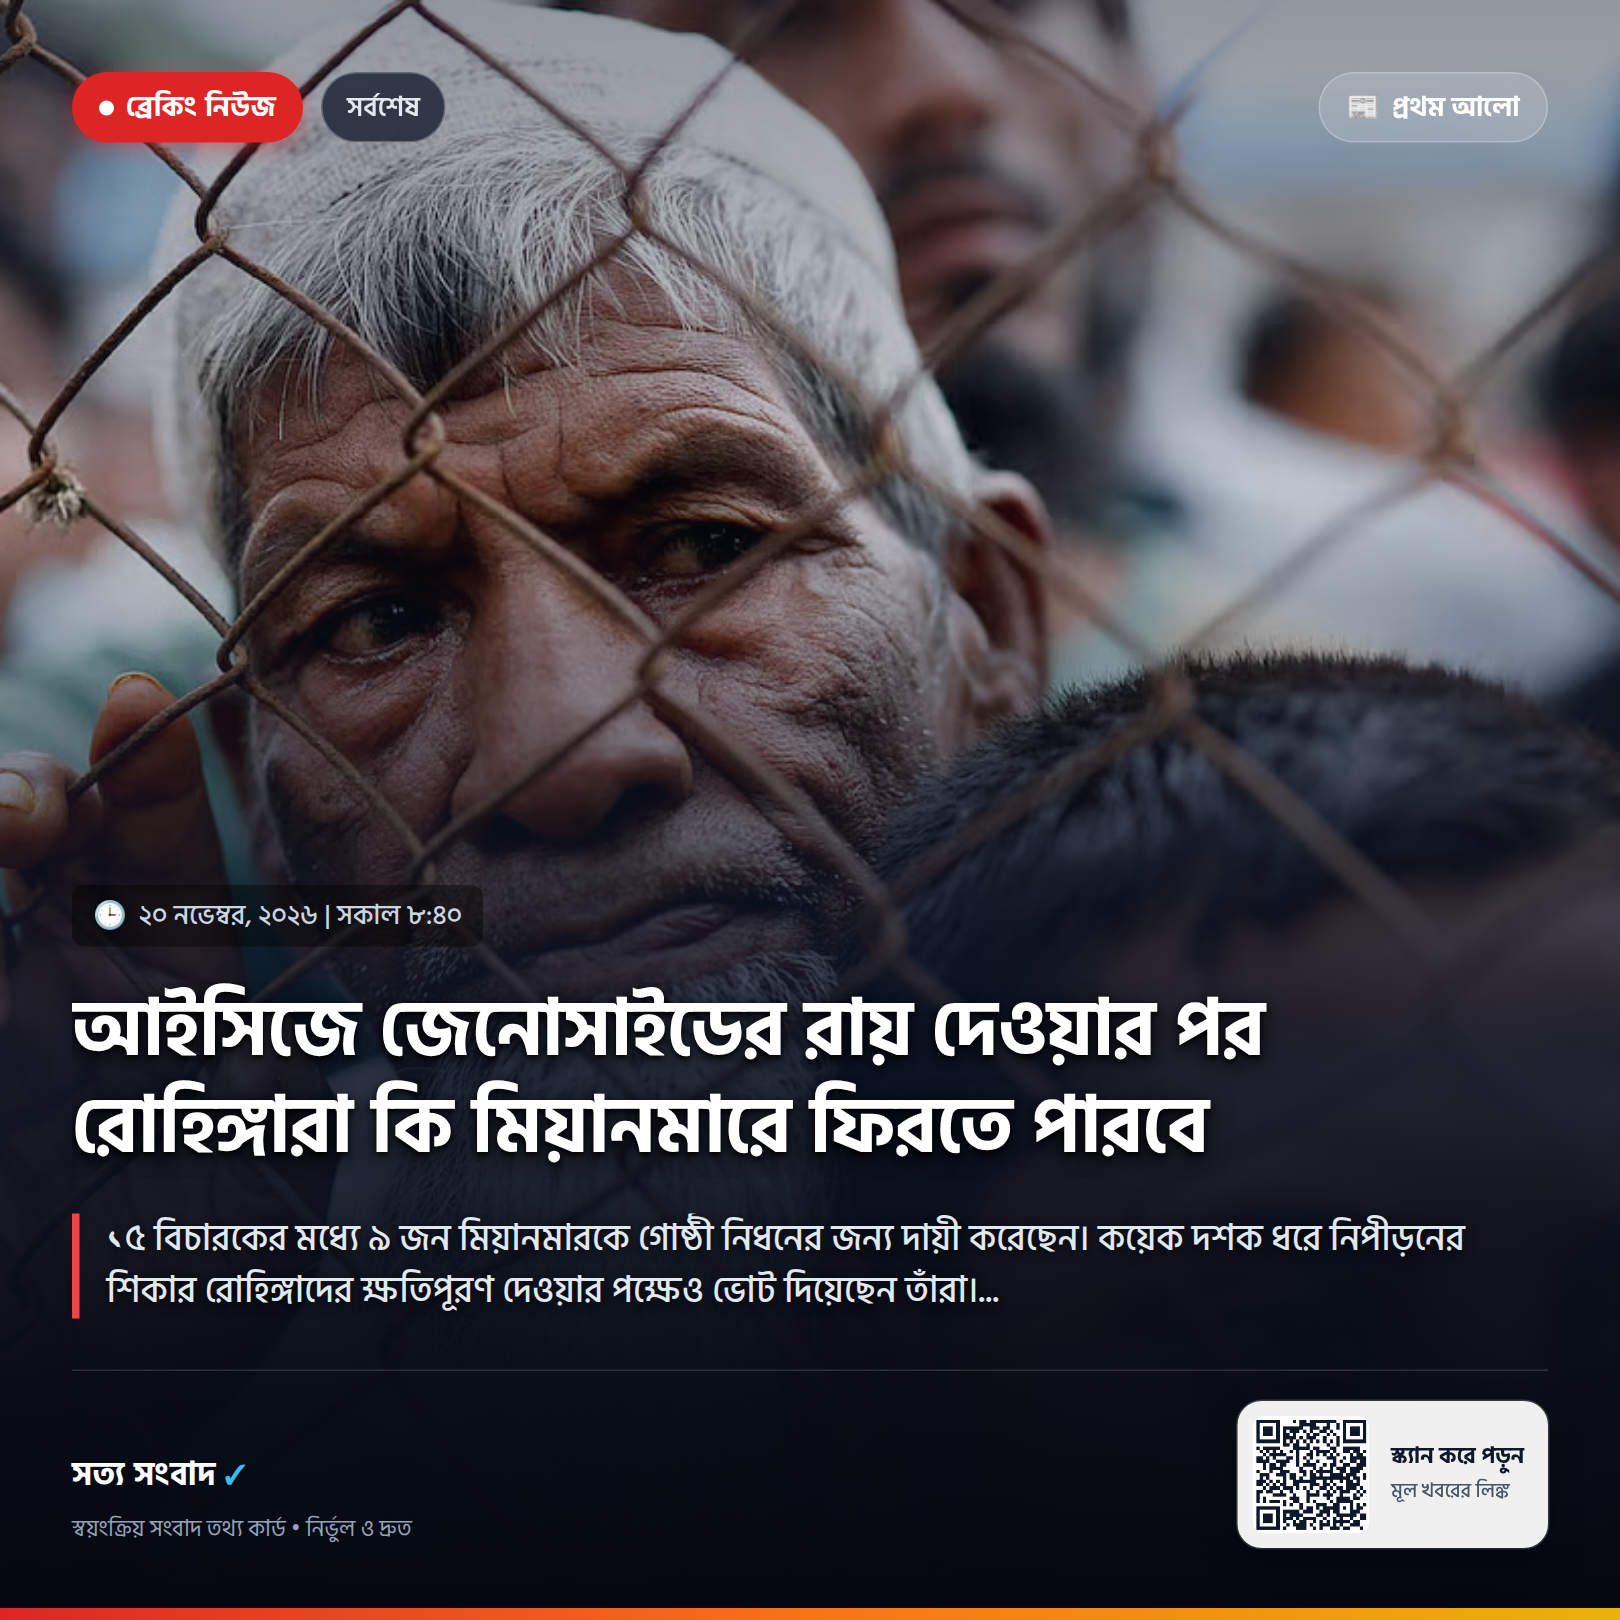 ব্রেকিং নিউজ
সর্বশেষ
প্রথম আলো
২০ নভেম্বর, ২০২৬ | সকাল ৮:৪০
আইসিজে জেনোসাইডের রায় দেওয়ার পর
রোহিঙ্গারা কি মিয়ানমারে ফিরতে পারবে
১৫ বিচারকের মধ্যে ৯ জন মিয়ানমারকে গোষ্ঠী নিধনের জন্য দায়ী করেছেন। কয়েক দশক ধরে নিপীড়নের
শিকার রোহিঙ্গাদের ক্ষতিপূরণ দেওয়ার পক্ষেও ভোট দিয়েছেন তাঁরা।...
সত্য সংবাদ ✓
স্বয়ংক্রিয় সংবাদ তথ্য কার্ড • নির্ভুল ও দ্রুত
স্ক্যান করে পড়ুন
মূল খবরের লিঙ্ক